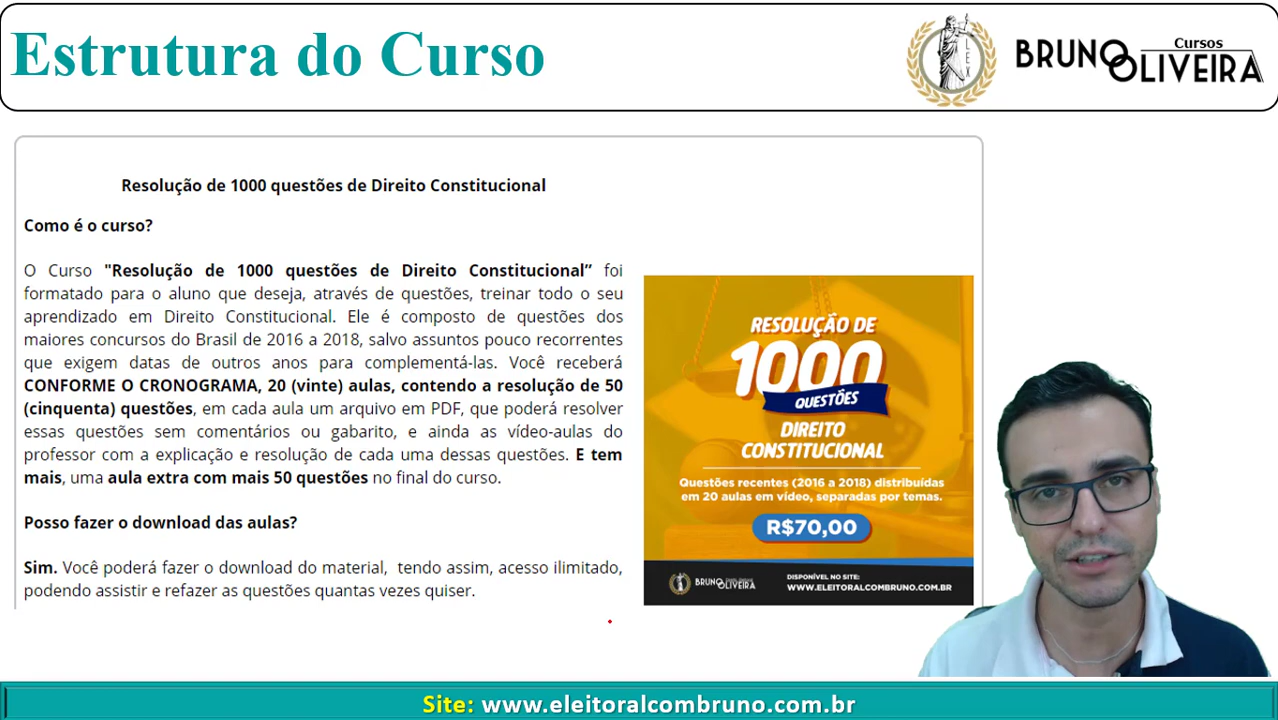 Estrutura do Curso
LEX
Cursos
BRUNO OLIVEIRA
Resolução de 1000 questões de Direito Constitucional
Como é o curso?
O Curso "Resolução de 1000 questões de Direito Constitucional” foi
formatado para o aluno que deseja, através de questões, treinar todo o seu
aprendizado em Direito Constitucional. Ele é composto de questões dos
maiores concursos do Brasil de 2016 a 2018, salvo assuntos pouco recorrentes
que exigem datas de outros anos para complementá-las. Você receberá
CONFORME O CRONOGRAMA, 20 (vinte) aulas, contendo a resolução de 50
(cinquenta) questões, em cada aula um arquivo em PDF, que poderá resolver
essas questões sem comentários ou gabarito, e ainda as vídeo-aulas do
professor com a explicação e resolução de cada uma dessas questões. E tem
mais, uma aula extra com mais 50 questões no final do curso.
Posso fazer o download das aulas?
Sim. Você poderá fazer o download do material, tendo assim, acesso ilimitado,
podendo assistir e refazer as questões quantas vezes quiser.
RESOLUÇÃO DE
1000
QUESTÕES
DIREITO
CONSTITUCIONAL
Questões recentes (2016 a 2018) distribuídas
em 20 aulas em vídeo, separadas por temas.
R$70,00
BRUNO OLIVEIRA
DISPONÍVEL NO SITE:
WWW.ELEITORALCOMBRUNO.COM.BR
Site: www.eleitoralcombruno.com.br